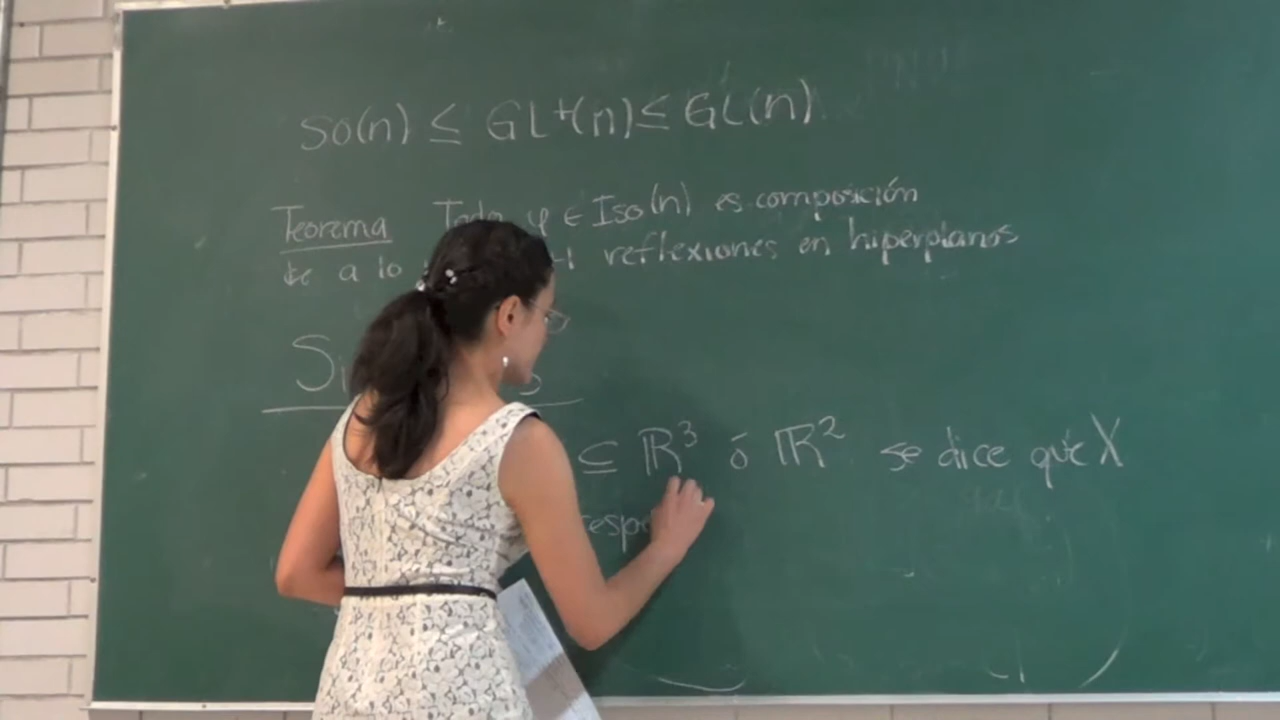 SO(n) ≤ GL⁺(n) ≤ GL(n)
Teorema Todo φ ∈ Iso(n) es composición
de a lo reflexiones en hiperplanos
⊆ ℝ³ ó ℝ² se dice que X